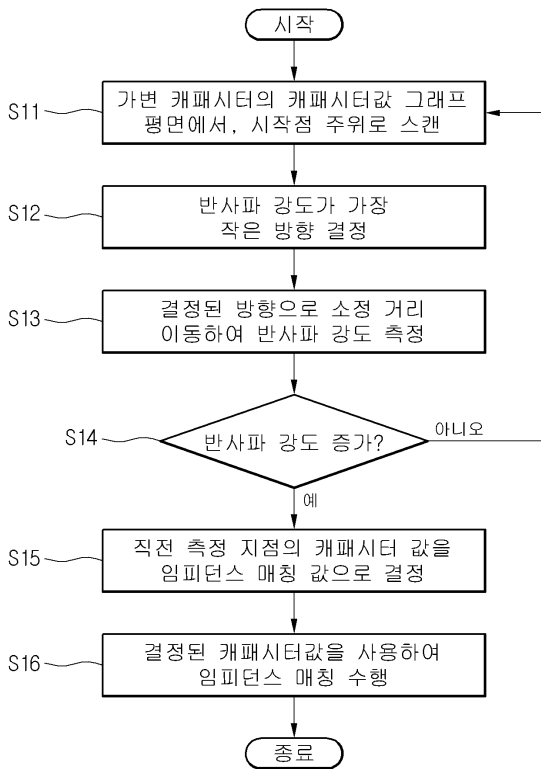 시작
S11
가변 캐패시터의 캐패시터값 그래프
평면에서, 시작점 주위로 스캔
S12
반사파 강도가 가장
작은 방향 결정
S13
결정된 방향으로 소정 거리
이동하여 반사파 강도 측정
S14
반사파 강도 증가?
아니오
예
S15
직전 측정 지점의 캐패시터 값을
임피던스 매칭 값으로 결정
S16
결정된 캐패시터값을 사용하여
임피던스 매칭 수행
종료